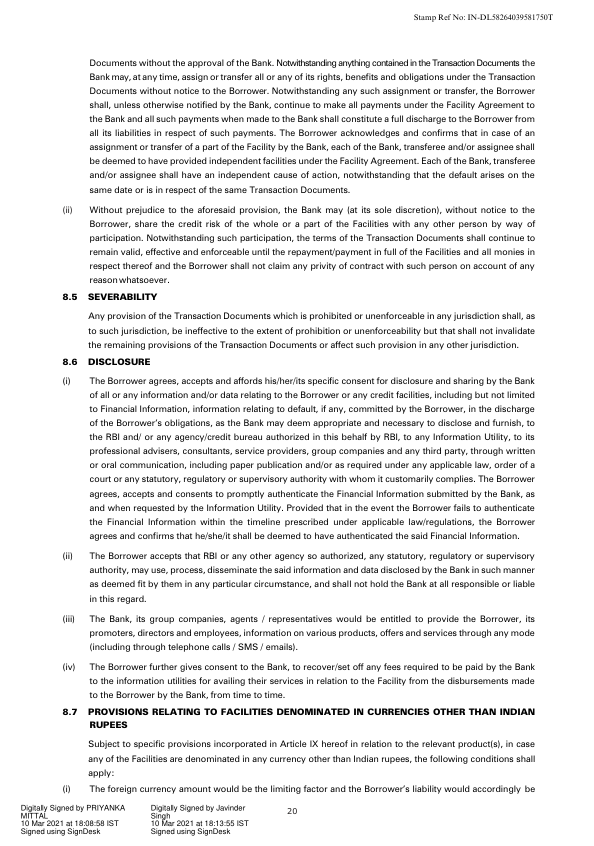 Stamp Ref No: IN-DL58264039581750T
Documents without the approval of the Bank. Notwithstanding anything contained in the Transaction Documents the
Bank may, at any time, assign or transfer all or any of its rights, benefits and obligations under the Transaction
Documents without notice to the Borrower. Notwithstanding any such assignment or transfer, the Borrower
shall, unless otherwise notified by the Bank, continue to make all payments under the Facility Agreement to
the Bank and all such payments when made to the Bank shall constitute a full discharge to the Borrower from
all its liabilities in respect of such payments. The Borrower acknowledges and confirms that in case of an
assignment or transfer of a part of the Facility by the Bank, each of the Bank, transferee and/or assignee shall
be deemed to have provided independent facilities under the Facility Agreement. Each of the Bank, transferee
and/or assignee shall have an independent cause of action, notwithstanding that the default arises on the
same date or is in respect of the same Transaction Documents.
(ii) Without prejudice to the aforesaid provision, the Bank may (at its sole discretion), without notice to the
Borrower, share the credit risk of the whole or a part of the Facilities with any other person by way of
participation. Notwithstanding such participation, the terms of the Transaction Documents shall continue to
remain valid, effective and enforceable until the repayment/payment in full of the Facilities and all monies in
respect thereof and the Borrower shall not claim any privity of contract with such person on account of any
reason whatsoever.
8.5 SEVERABILITY
Any provision of the Transaction Documents which is prohibited or unenforceable in any jurisdiction shall, as
to such jurisdiction, be ineffective to the extent of prohibition or unenforceability but that shall not invalidate
the remaining provisions of the Transaction Documents or affect such provision in any other jurisdiction.
8.6 DISCLOSURE
(i) The Borrower agrees, accepts and affords his/her/its specific consent for disclosure and sharing by the Bank
of all or any information and/or data relating to the Borrower or any credit facilities, including but not limited
to Financial Information, information relating to default, if any, committed by the Borrower, in the discharge
of the Borrower's obligations, as the Bank may deem appropriate and necessary to disclose and furnish, to
the RBI and/ or any agency/credit bureau authorized in this behalf by RBI, to any Information Utility, to its
professional advisers, consultants, service providers, group companies and any third party, through written
or oral communication, including paper publication and/or as required under any applicable law, order of a
court or any statutory, regulatory or supervisory authority with whom it customarily complies. The Borrower
agrees, accepts and consents to promptly authenticate the Financial Information submitted by the Bank, as
and when requested by the Information Utility. Provided that in the event the Borrower fails to authenticate
the Financial Information within the timeline prescribed under applicable law/regulations, the Borrower
agrees and confirms that he/she/it shall be deemed to have authenticated the said Financial Information.
(ii) The Borrower accepts that RBI or any other agency so authorized, any statutory, regulatory or supervisory
authority, may use, process, disseminate the said information and data disclosed by the Bank in such manner
as deemed fit by them in any particular circumstance, and shall not hold the Bank at all responsible or liable
in this regard.
(iii) The Bank, its group companies, agents / representatives would be entitled to provide the Borrower, its
promoters, directors and employees, information on various products, offers and services through any mode
(including through telephone calls / SMS / emails).
(iv) The Borrower further gives consent to the Bank, to recover/set off any fees required to be paid by the Bank
to the information utilities for availing their services in relation to the Facility from the disbursements made
to the Borrower by the Bank, from time to time.
8.7 PROVISIONS RELATING TO FACILITIES DENOMINATED IN CURRENCIES OTHER THAN INDIAN
RUPEES
Subject to specific provisions incorporated in Article IX hereof in relation to the relevant product(s), in case
any of the Facilities are denominated in any currency other than Indian rupees, the following conditions shall
apply:
(i) The foreign currency amount would be the limiting factor and the Borrower's liability would accordingly be
Digitally Signed by PRIYANKA
MITTAL
10 Mar 2021 at 18:08:58 IST
Signed using SignDesk
Digitally Signed by Javinder
Singh
10 Mar 2021 at 18:13:55 IST
Signed using SignDesk
20